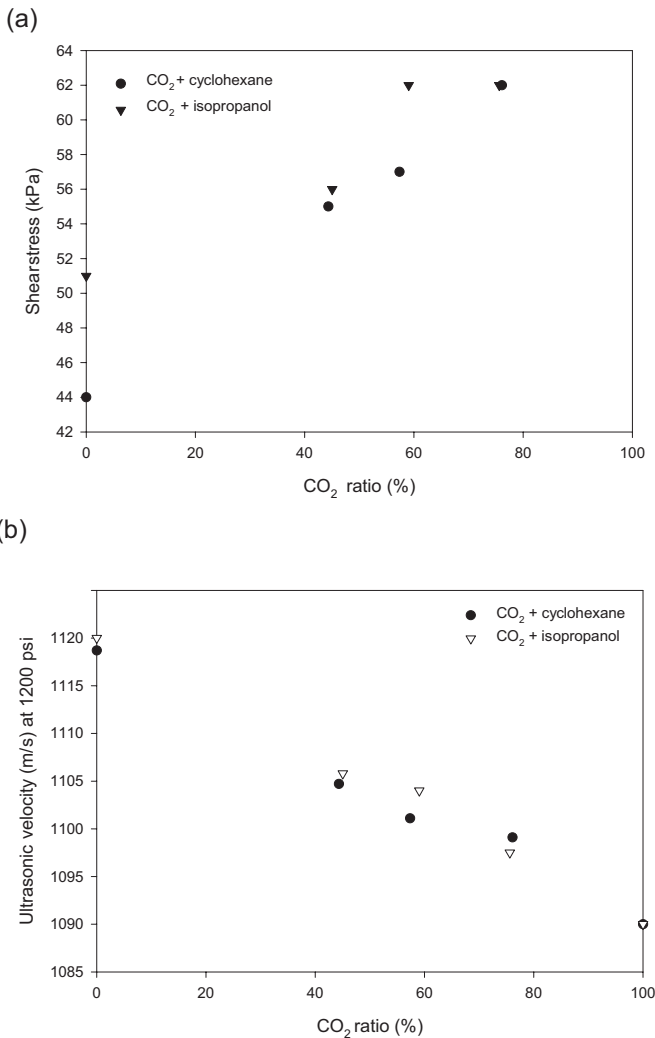 (a)
64
62
60
58
56
54
52
50
48
46
44
42
Shearstress (kPa)
CO2 + cyclohexane
CO2 + isopropanol
0 20 40 60 80 100
CO2 ratio (%)
(b)
1120
1115
1110
1105
1100
1095
1090
1085
Ultrasonic velocity (m/s) at 1200 psi
CO2 + cyclohexane
CO2 + isopropanol
0 20 40 60 80 100
CO2 ratio (%)